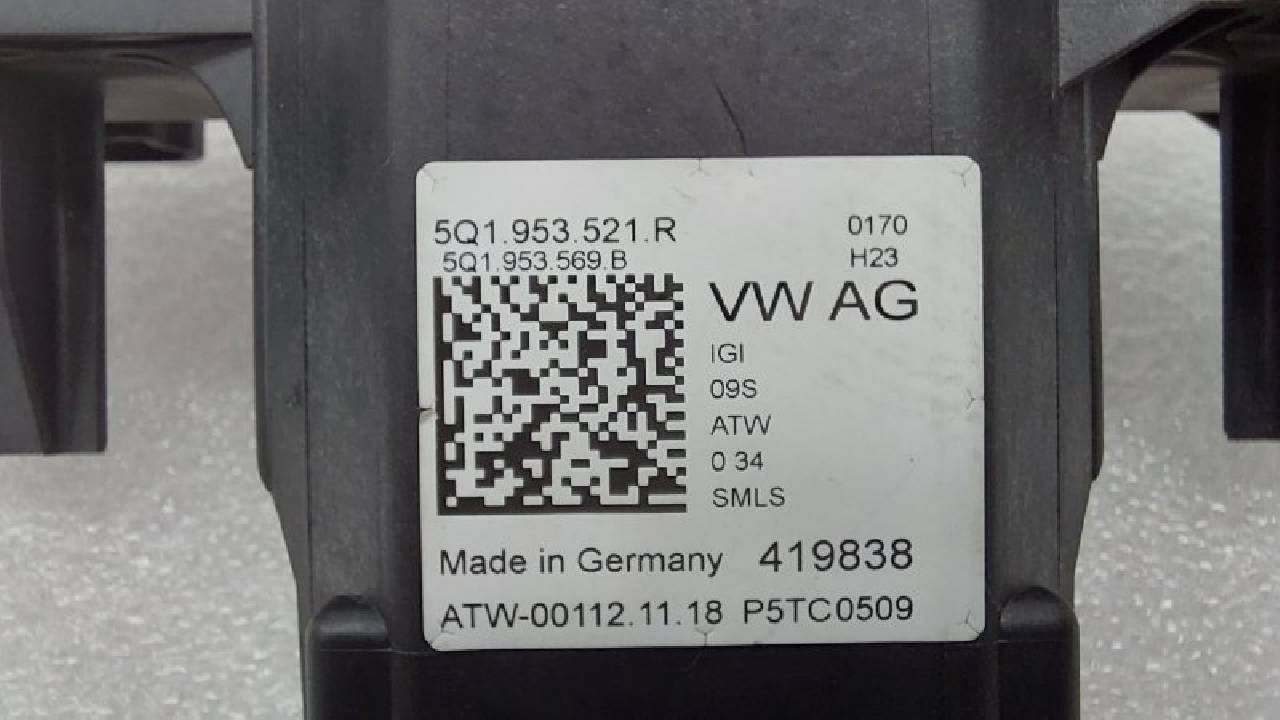 5Q1.953.521.R 0170
5Q1.953.569.B H23
VW AG
IGI
09S
ATW
0 34
SMLS
Made in Germany 419838
ATW-00112.11.18 P5TC0509